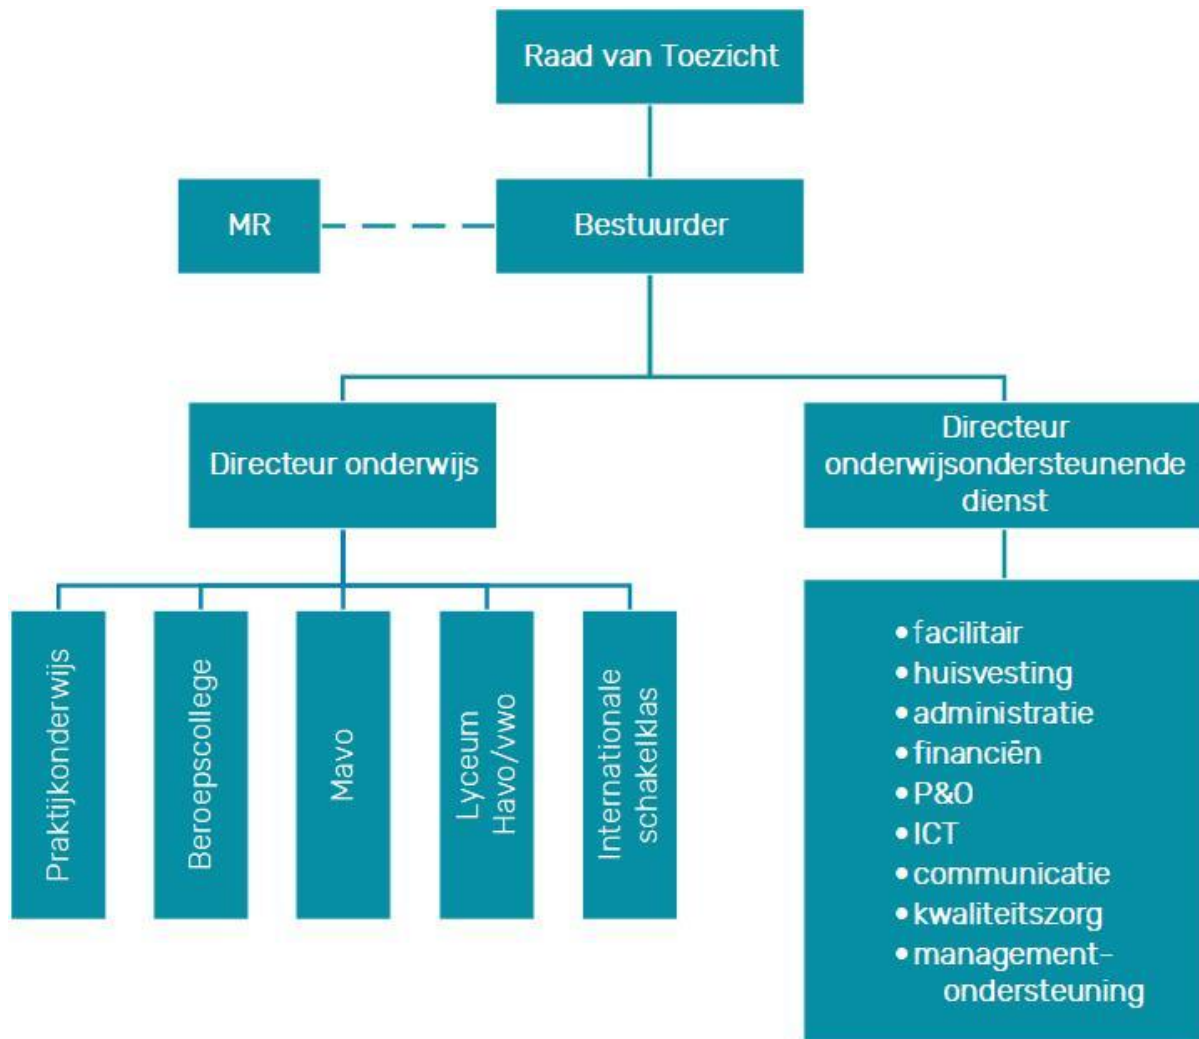 Raad van Toezicht
MR
Bestuurder
Directeur onderwijs
Directeur
onderwijsondersteunende
dienst
Praktijkonderwijs
Beroepscollege
Mavo
Lyceum
Havo/vwo
Internationale
schakelklas
•facilitair
•huisvesting
•administratie
•financiën
•P&O
•ICT
•communicatie
•kwaliteitszorg
•management-
ondersteuning